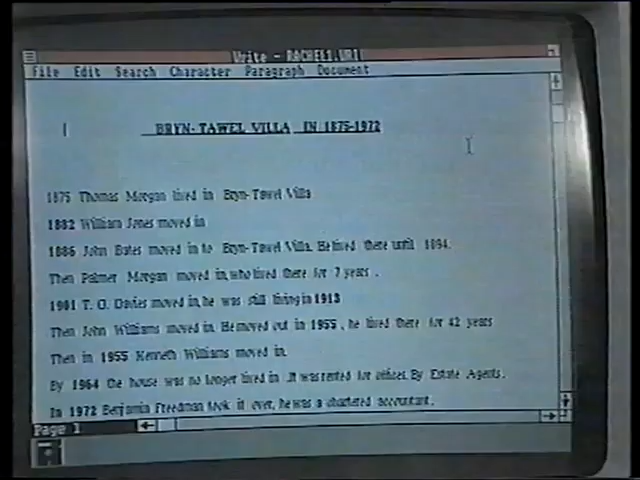 Write - RACHEL1.WRI
File Edit Search Character Paragraph Document
BRYN-TAWEL VILLA IN 1875-1972
1875 Thomas Morgan lived in Bryn-Tawel Villa
1882 William Jones moved in
1886 John Bates moved in to Bryn-Tawel Villa. He lived there until 1894.
Then Palmer Morgan moved in, who lived there for 7 years .
1901 T. O. Davies moved in, he was still living in 1913
Then John Williams moved in. He moved out in 1955 , he lived there for 42 years
Then in 1955 Kenneth Williams moved in.
By 1964 the house was no longer lived in .It was rented for offices. By Estate Agents.
In 1972 Benjamin Freedman took it over, he was a chartered accountant.
Page 1